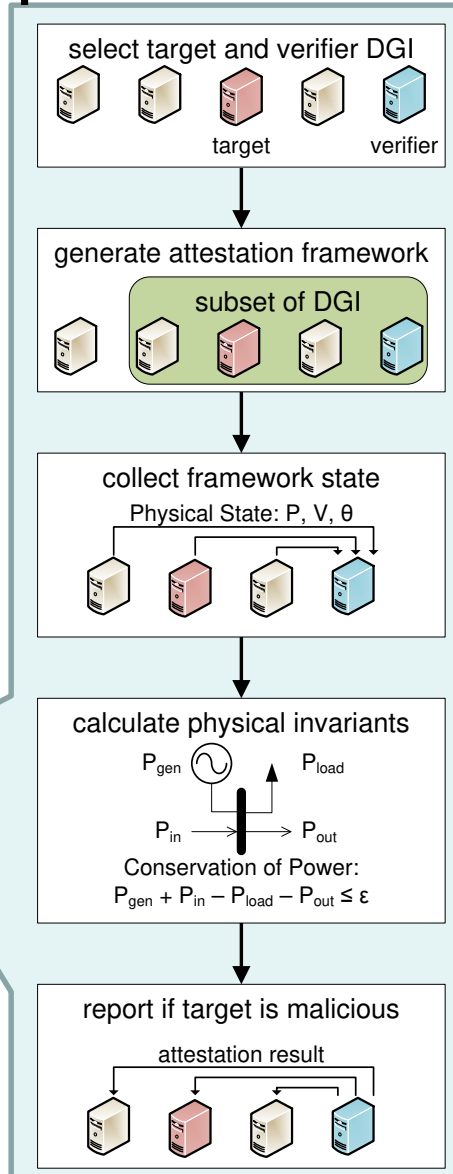 select target and verifier DGI
target verifier
generate attestation framework
subset of DGI
collect framework state
Physical State: P, V, θ
calculate physical invariants
Pgen Pload
Pin Pout
Conservation of Power:
Pgen + Pin – Pload – Pout ≤ ε
report if target is malicious
attestation result